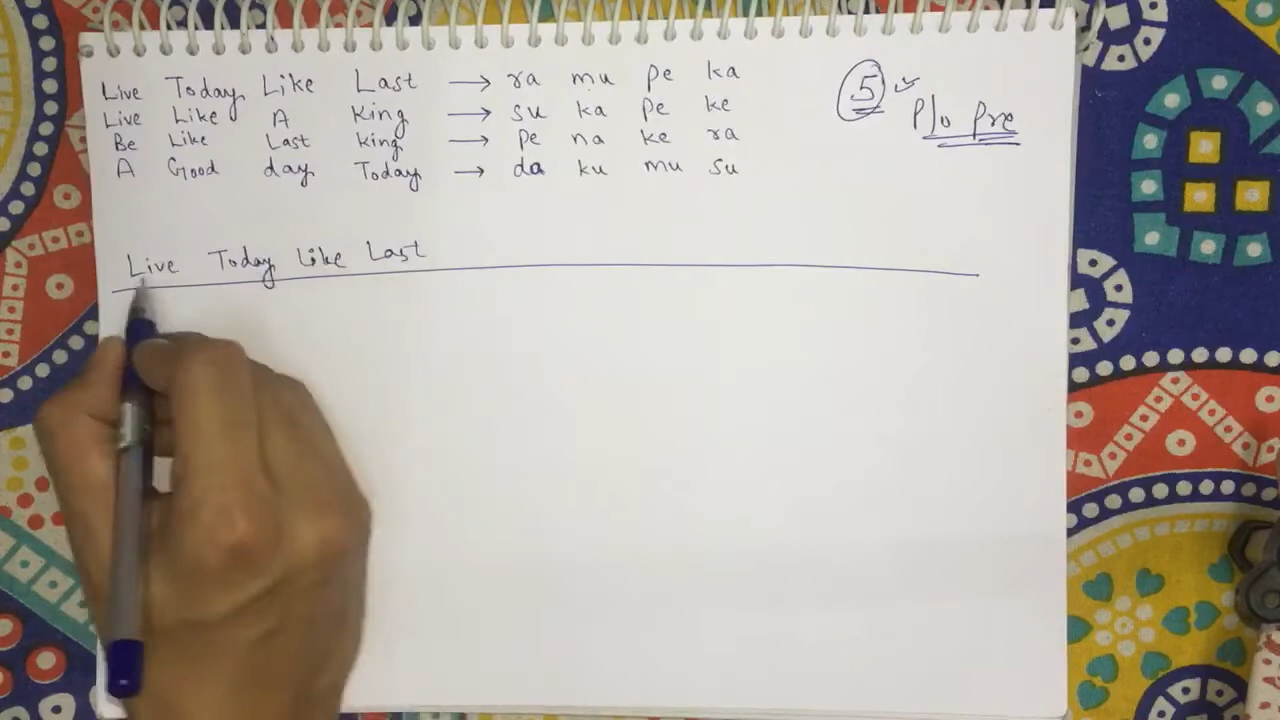 Live Today Like Last → ra mu pe ka
Live Like A King → su ka pe ke
Be Like Last King → pe na ke ra
A Good day Today → da ku mu su
5
P/o Pre
Live Today Like Last